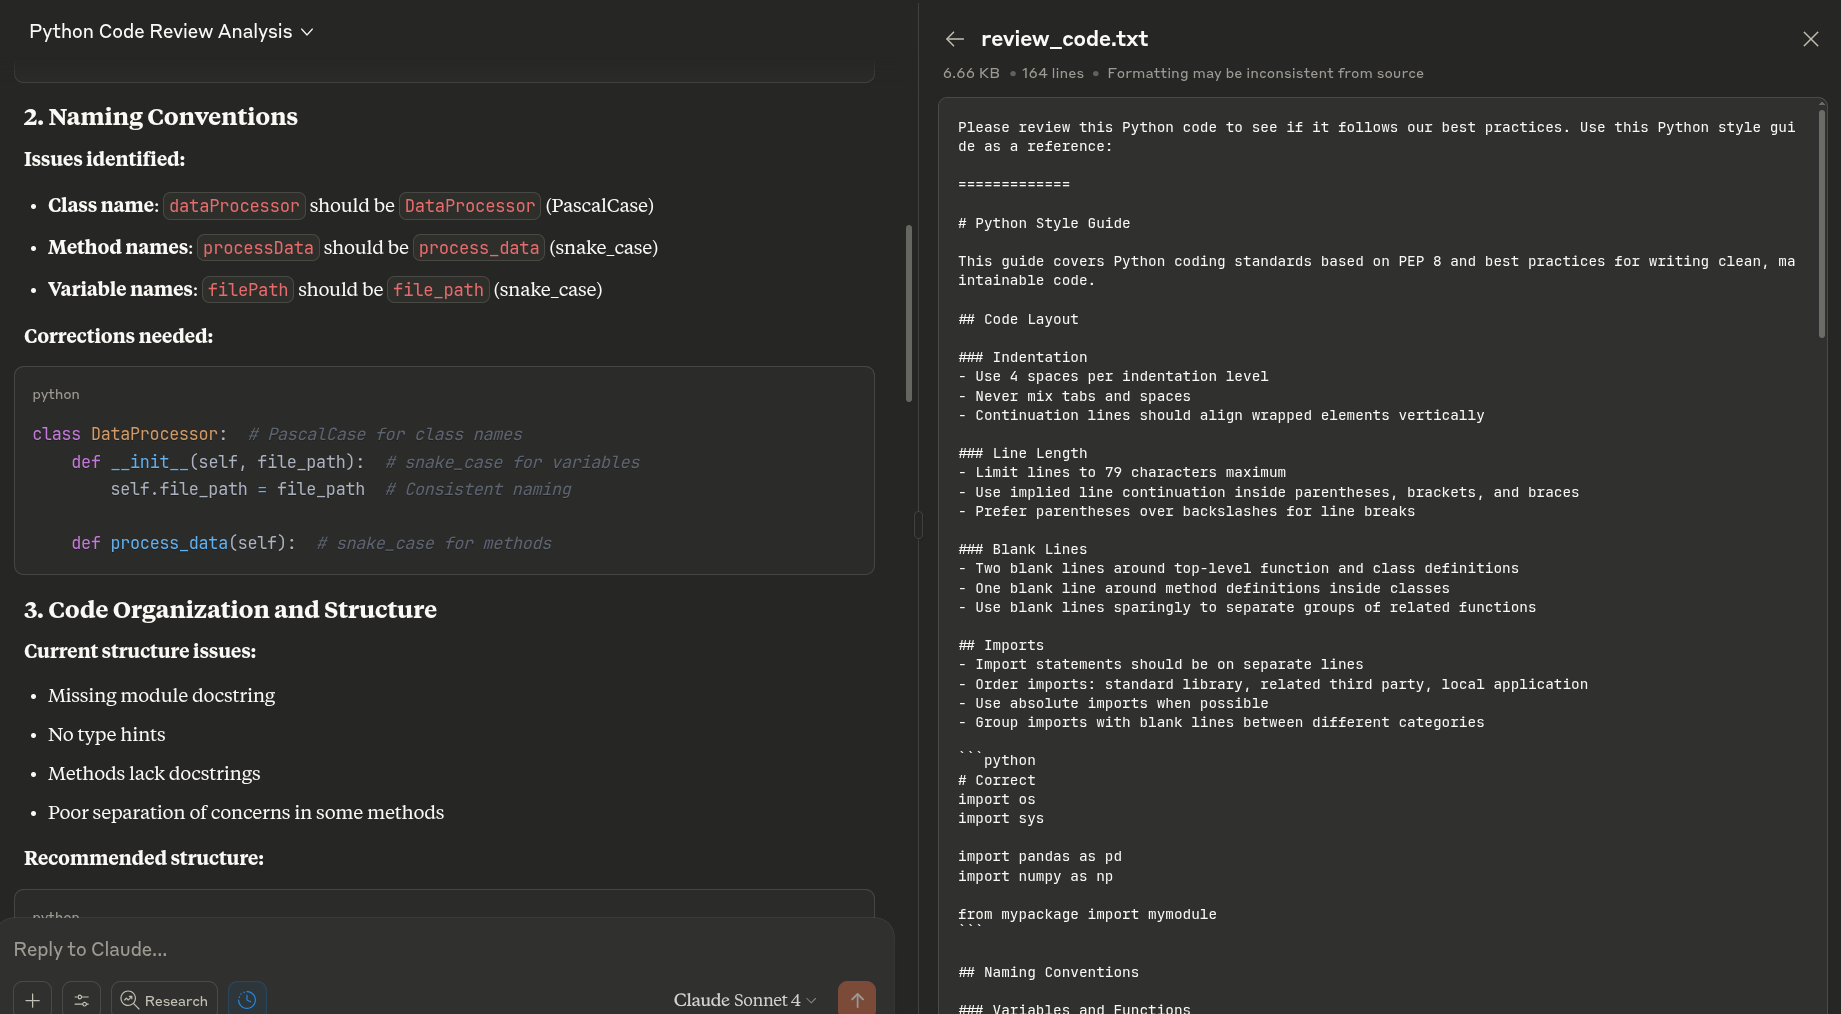 Python Code Review Analysis
2. Naming Conventions
Issues identified:
• Class name: dataProcessor should be DataProcessor (PascalCase)
• Method names: processData should be process_data (snake_case)
• Variable names: filePath should be file_path (snake_case)
Corrections needed:
python
class DataProcessor:  # PascalCase for class names
    def __init__(self, file_path):  # snake_case for variables
        self.file_path = file_path  # Consistent naming
    def process_data(self):  # snake_case for methods
3. Code Organization and Structure
Current structure issues:
• Missing module docstring
• No type hints
• Methods lack docstrings
• Poor separation of concerns in some methods
Recommended structure:
python
Reply to Claude...
Research
Claude Sonnet 4
review_code.txt
6.66 KB • 164 lines • Formatting may be inconsistent from source
Please review this Python code to see if it follows our best practices. Use this Python style gui
de as a reference:
=============
# Python Style Guide
This guide covers Python coding standards based on PEP 8 and best practices for writing clean, ma
intainable code.
## Code Layout
### Indentation
- Use 4 spaces per indentation level
- Never mix tabs and spaces
- Continuation lines should align wrapped elements vertically
### Line Length
- Limit lines to 79 characters maximum
- Use implied line continuation inside parentheses, brackets, and braces
- Prefer parentheses over backslashes for line breaks
### Blank Lines
- Two blank lines around top-level function and class definitions
- One blank line around method definitions inside classes
- Use blank lines sparingly to separate groups of related functions
## Imports
- Import statements should be on separate lines
- Order imports: standard library, related third party, local application
- Use absolute imports when possible
- Group imports with blank lines between different categories
```python
# Correct
import os
import sys
import pandas as pd
import numpy as np
from mypackage import mymodule
```
## Naming Conventions
### Variables and Functions